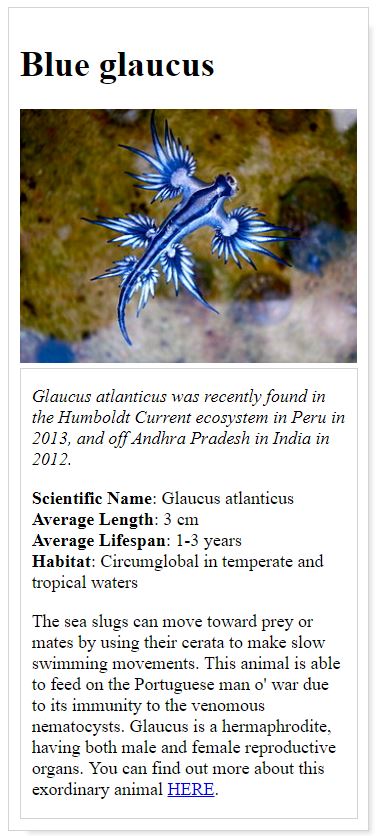 Blue glaucus
Glaucus atlanticus was recently found in
the Humboldt Current ecosystem in Peru in
2013, and off Andhra Pradesh in India in
2012.
Scientific Name: Glaucus atlanticus
Average Length: 3 cm
Average Lifespan: 1-3 years
Habitat: Circumglobal in temperate and
tropical waters
The sea slugs can move toward prey or
mates by using their cerata to make slow
swimming movements. This animal is able
to feed on the Portuguese man o' war due
to its immunity to the venomous
nematocysts. Glaucus is a hermaphrodite,
having both male and female reproductive
organs. You can find out more about this
exordinary animal HERE.